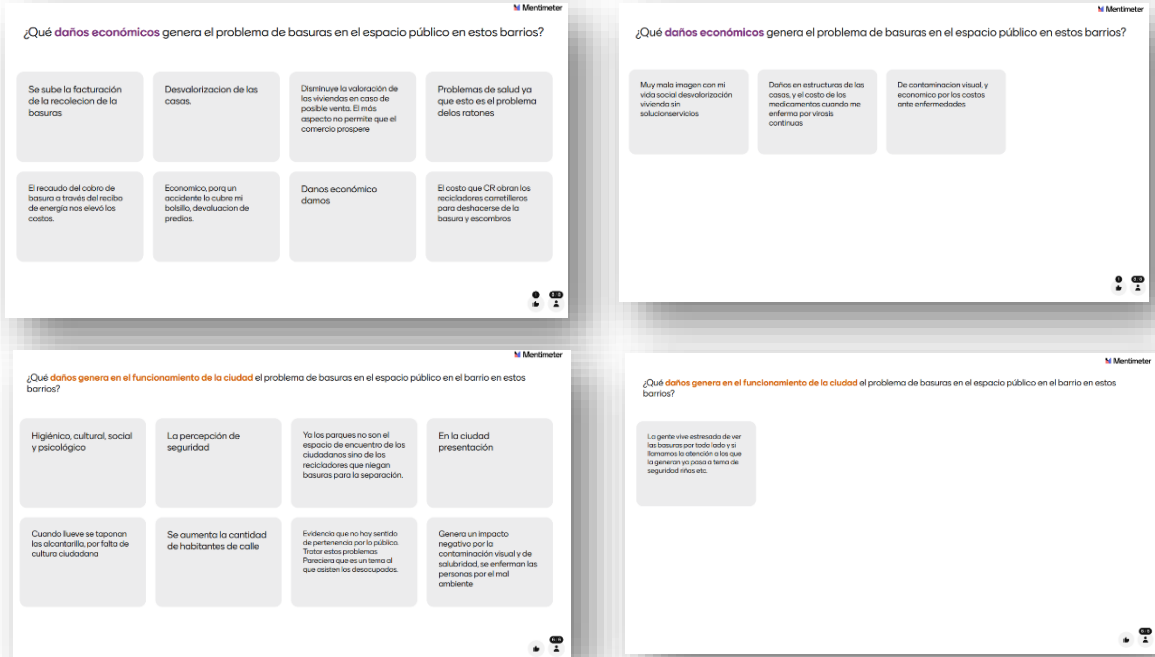 Mentimeter
¿Qué daños económicos genera el problema de basuras en el espacio público en estos barrios?
Se sube la facturación
de la recolecion de la
basuras
Desvalorizacion de las
casas.
Disminuye la valoración de
las viviendas en caso de
posible venta. El más
aspecto no permite que el
comercio prospere
Problemas de salud ya
que esto es el problema
delos ratones
El recaudo del cobro de
basura a través del recibo
de energía nos elevó los
costos.
Economico, porq un
accidente lo cubre mi
bolsillo, devaluacion de
predios.
Danos económico
damos
El costo que CR obran los
recicladores carretilleros
para deshacerse de la
basura y escombros
Mentimeter
¿Qué daños económicos genera el problema de basuras en el espacio público en estos barrios?
Muy mala imagen con mi
vida social desvalorización
vivienda sin
solucionservicios
Daños en estructuras de las
casas, y el costo de los
medicamentos cuando me
enferma por virosis
continuas
De contaminacion visual, y
economico por los costos
ante enfermedades
Mentimeter
¿Qué daños genera en el funcionamiento de la ciudad el problema de basuras en el espacio público en el barrio en estos
barrios?
Higiénico, cultural, social
y psicológico
La percepción de
seguridad
Ya los parques no son el
espacio de encuentro de los
ciudadanos sino de los
recicladores que riegan
basuras para la separación.
En la ciudad
presentación
Cuando llueve se taponan
las alcantarilla, por falta de
cultura ciudadana
Se aumenta la cantidad
de habitantes de calle
Evidencia que no hay sentido
de pertenencia por lo público.
Tratar estos problemas
Pareciera que es un tema al
que asisten los desocupados.
Genera un impacto
negativo por la
contaminación visual y de
salubridad, se enferman las
personas por el mal
ambiente
Mentimeter
¿Qué daños genera en el funcionamiento de la ciudad el problema de basuras en el espacio público en el barrio en estos
barrios?
La gente vive estresada de ver
las basuras por todo lado y si
llamamos la atención a los que
la generan ya pasa a tema de
seguridad riñas etc.